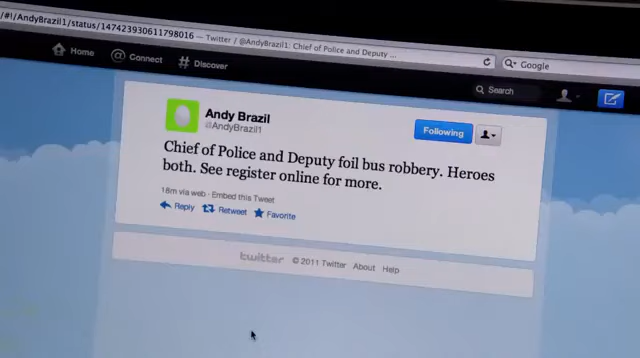 /#!/AndyBrazil1/status/147423930611798016 — Twitter / @AndyBrazil1: Chief of Police and Deputy ...
Google
Home
Connect
Discover
Search
Andy Brazil
@AndyBrazil1
Following
Chief of Police and Deputy foil bus robbery. Heroes
both. See register online for more.
18m via web · Embed this Tweet
Reply Retweet Favorite
twitter © 2011 Twitter About Help